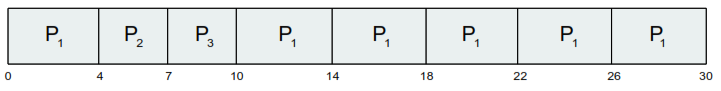 P₁ P₂ P₃ P₁ P₁ P₁ P₁ P₁
0 4 7 10 14 18 22 26 30